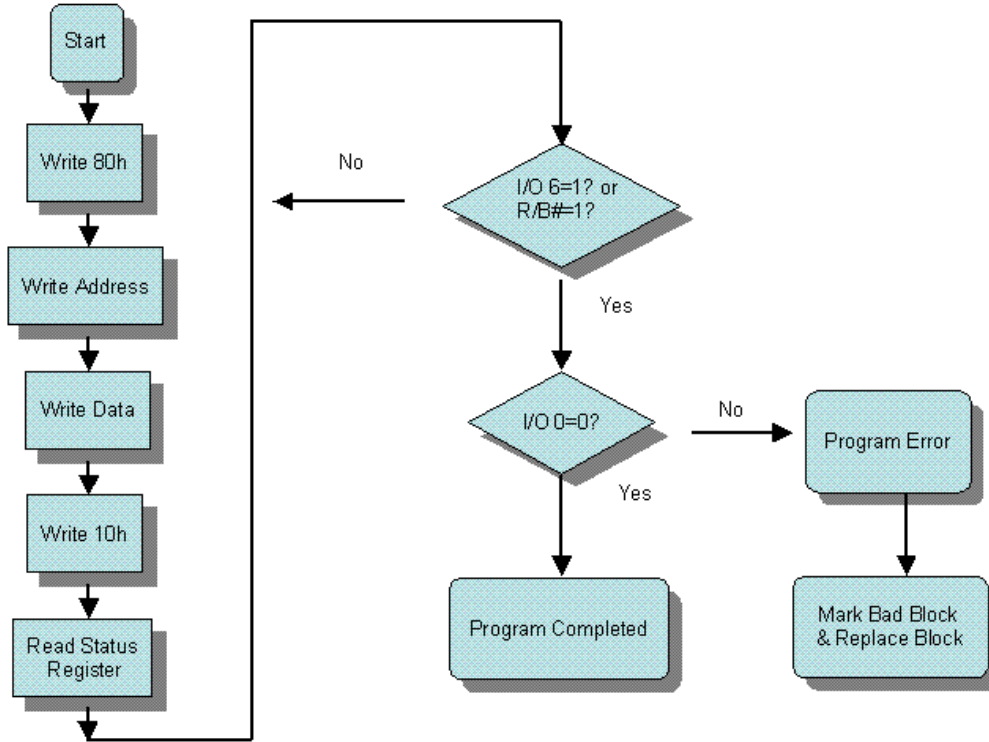 Start
Write 80h
Write Address
Write Data
Write 10h
Read Status
Register
No
I/O 6=1? or
R/B#=1?
Yes
I/O 0=0?
No
Yes
Program Error
Program Completed
Mark Bad Block
& Replace Block